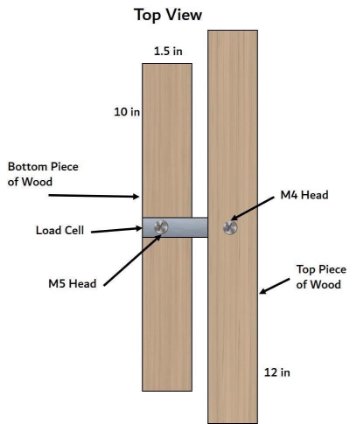 Top View
1.5 in
10 in
Bottom Piece
of Wood
M4 Head
Load Cell
M5 Head
Top Piece
of Wood
12 in